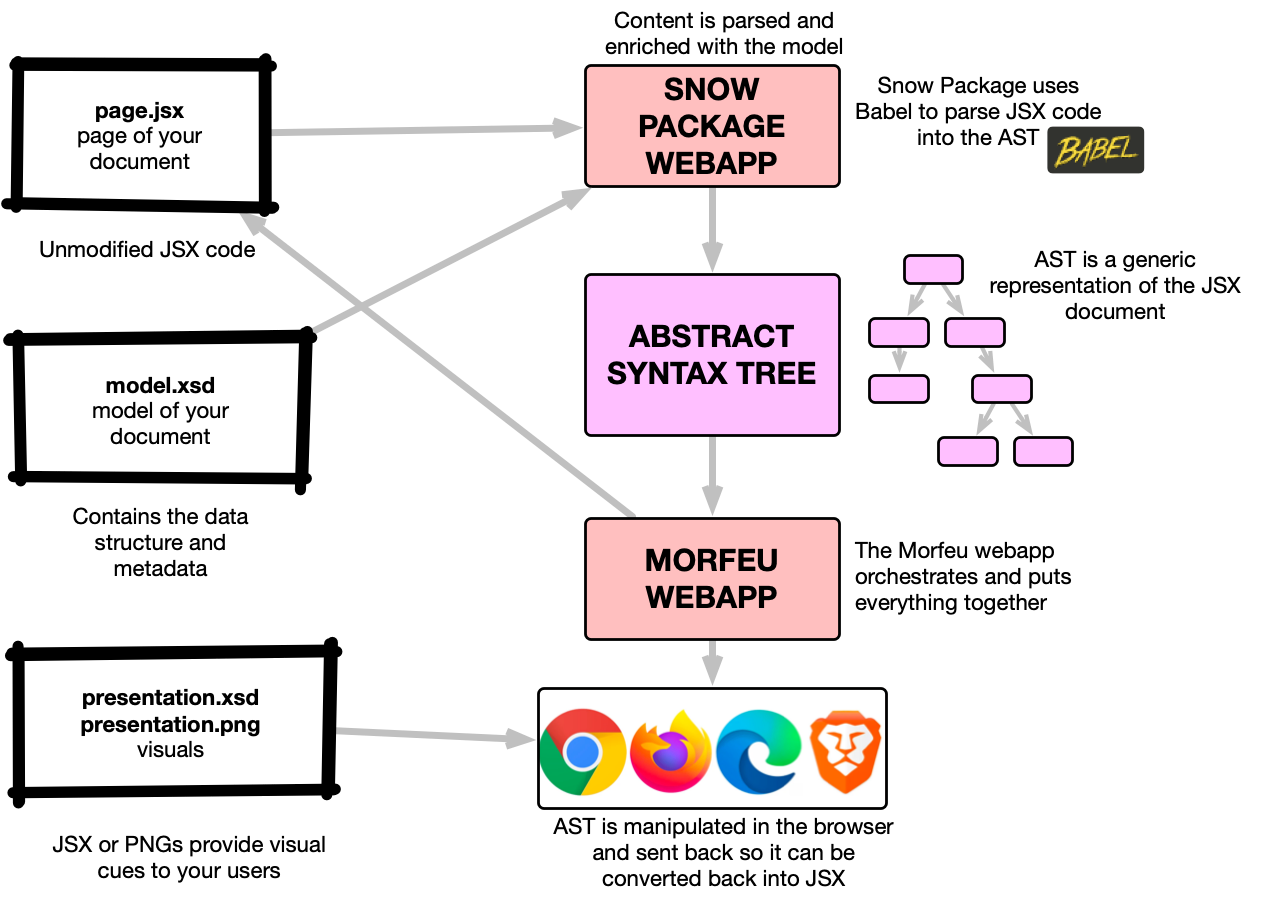 Content is parsed and
enriched with the model
page.jsx
page of your
document
Unmodified JSX code
SNOW
PACKAGE
WEBAPP
Snow Package uses
Babel to parse JSX code
into the AST
BABEL
model.xsd
model of your
document
Contains the data
structure and
metadata
ABSTRACT
SYNTAX TREE
AST is a generic
representation of the JSX
document
MORFEU
WEBAPP
The Morfeu webapp
orchestrates and puts
everything together
presentation.xsd
presentation.png
visuals
JSX or PNGs provide visual
cues to your users
AST is manipulated in the browser
and sent back so it can be
converted back into JSX